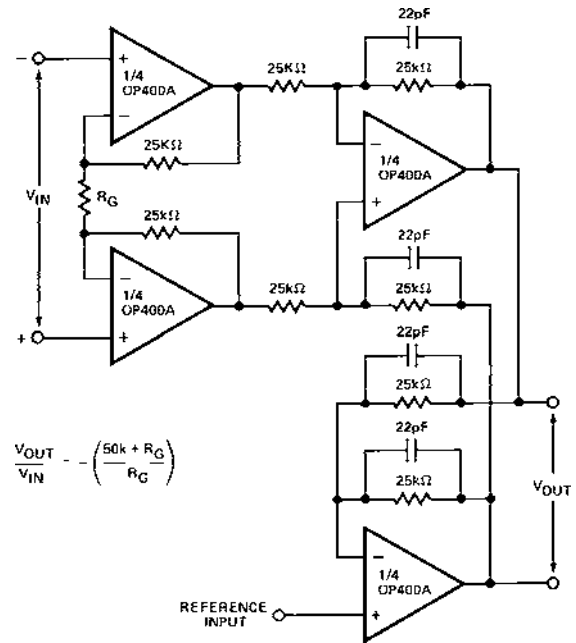 22pF
−
+
1/4
OP400A
25KΩ
25kΩ
−
25KΩ
−
1/4
OP400A
+
VIN
RG
25kΩ
22pF
−
1/4
OP400A
+
25kΩ
25kΩ
+
22pF
25kΩ
VOUT/VIN = −(50k + RG/RG)
22pF
25kΩ
VOUT
−
1/4
OP400A
+
REFERENCE
INPUT